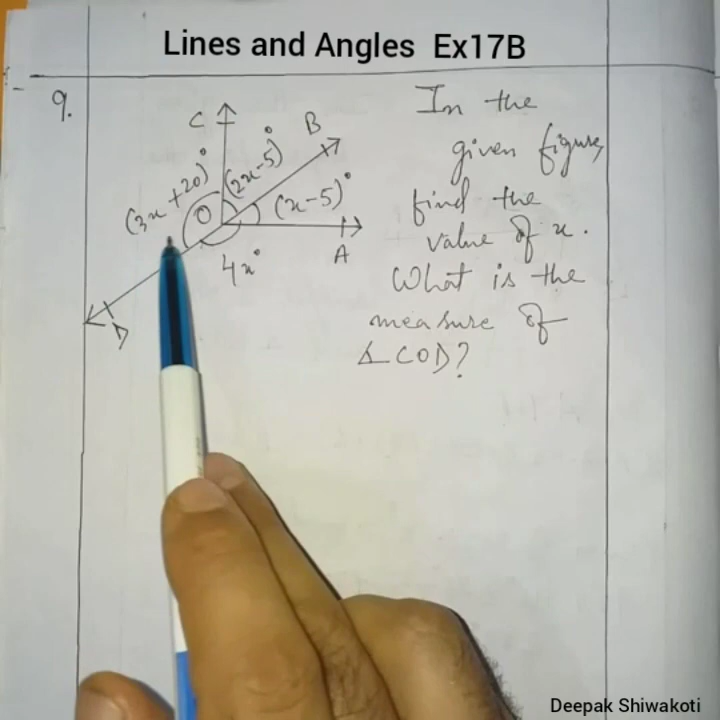 Lines and Angles Ex17B
9.
In the
given figure,
find the
value of x.
What is the
measure of
∠COD?
C
B
(3x+20)°
(2x-5)°
O
(x-5)°
A
4x°
D
Deepak Shiwakoti